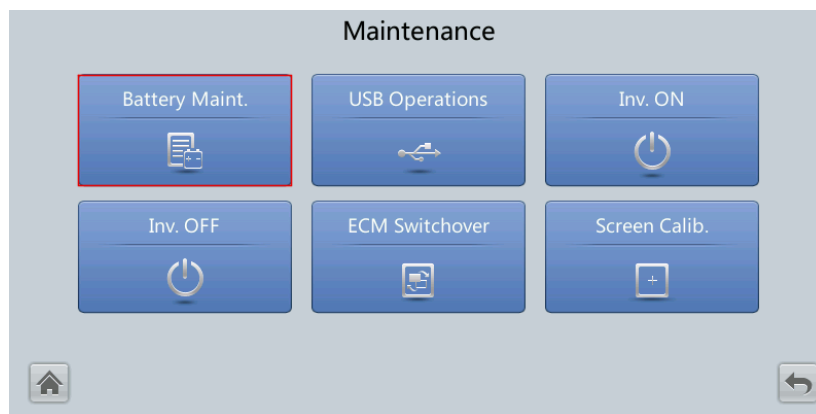 Maintenance
Battery Maint.
USB Operations
Inv. ON
Inv. OFF
ECM Switchover
Screen Calib.